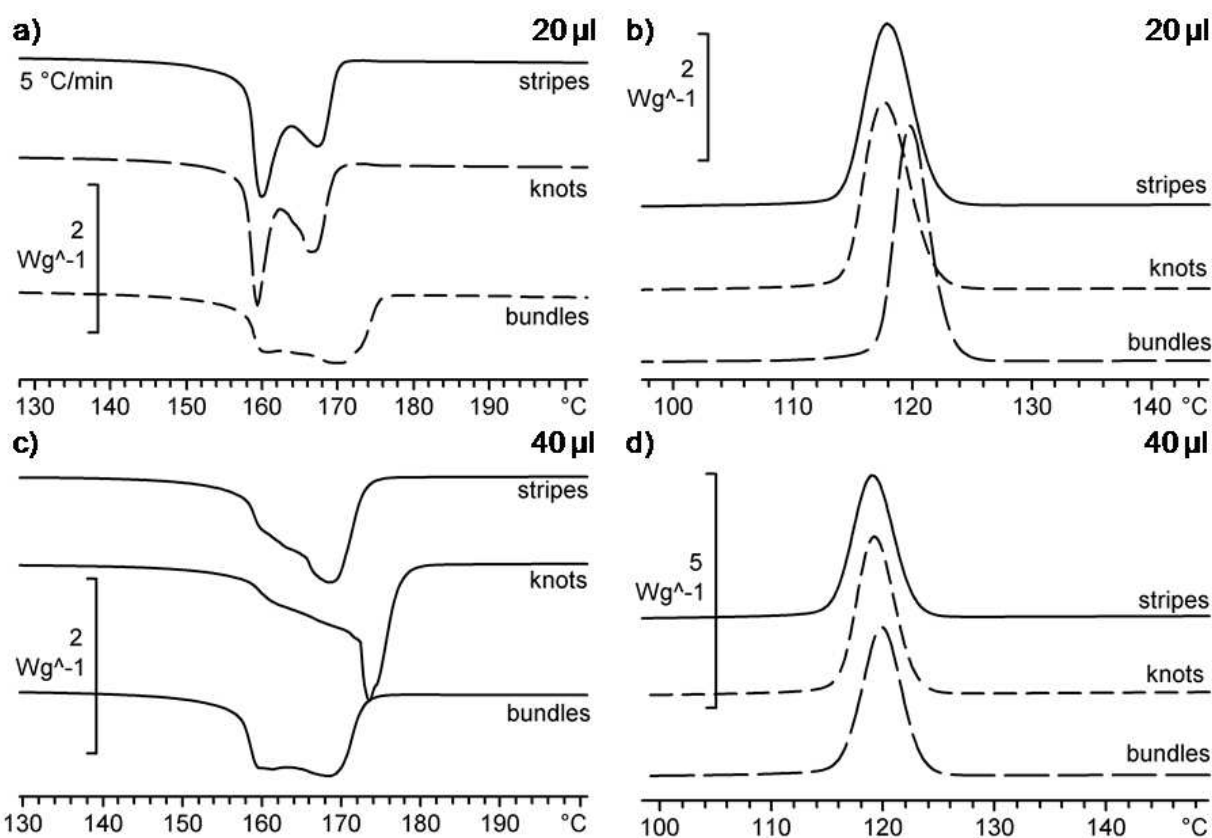 a) 20 µl
5 °C/min
stripes
knots
2
Wg^-1
bundles
130 140 150 160 170 180 190 °C
b) 20 µl
2
Wg^-1
stripes
knots
bundles
100 110 120 130 140 °C
c) 40 µl
stripes
knots
2
Wg^-1
bundles
130 140 150 160 170 180 190 °C
d) 40 µl
5
Wg^-1
stripes
knots
bundles
100 110 120 130 140 °C